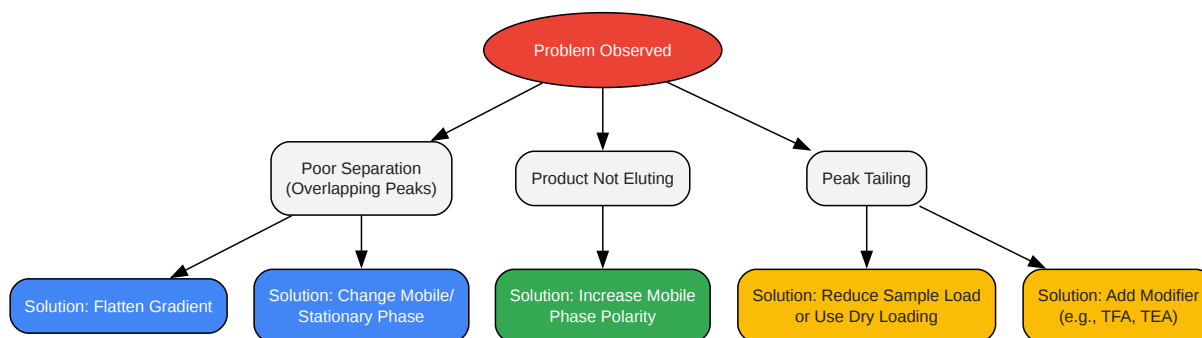 Problem Observed
Poor Separation
(Overlapping Peaks)
Product Not Eluting
Peak Tailing
Solution: Flatten Gradient
Solution: Change Mobile/
Stationary Phase
Solution: Increase Mobile
Phase Polarity
Solution: Reduce Sample Load
or Use Dry Loading
Solution: Add Modifier
(e.g., TFA, TEA)